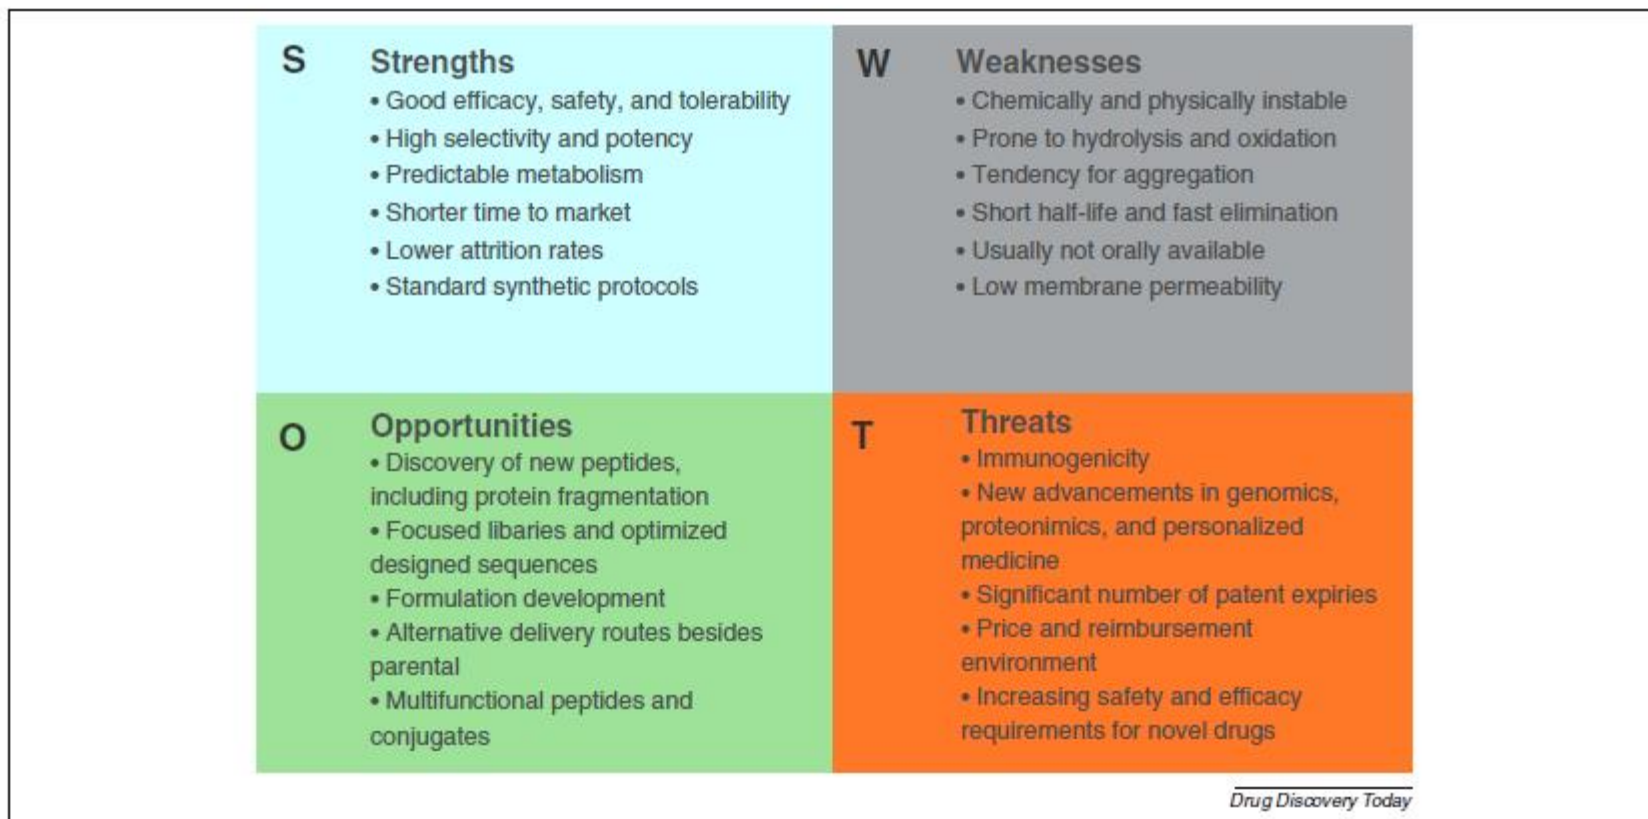 S
Strengths
• Good efficacy, safety, and tolerability
• High selectivity and potency
• Predictable metabolism
• Shorter time to market
• Lower attrition rates
• Standard synthetic protocols
W
Weaknesses
• Chemically and physically instable
• Prone to hydrolysis and oxidation
• Tendency for aggregation
• Short half-life and fast elimination
• Usually not orally available
• Low membrane permeability
O
Opportunities
• Discovery of new peptides,
including protein fragmentation
• Focused libaries and optimized
designed sequences
• Formulation development
• Alternative delivery routes besides
parental
• Multifunctional peptides and
conjugates
T
Threats
• Immunogenicity
• New advancements in genomics,
proteonimics, and personalized
medicine
• Significant number of patent expiries
• Price and reimbursement
environment
• Increasing safety and efficacy
requirements for novel drugs
Drug Discovery Today